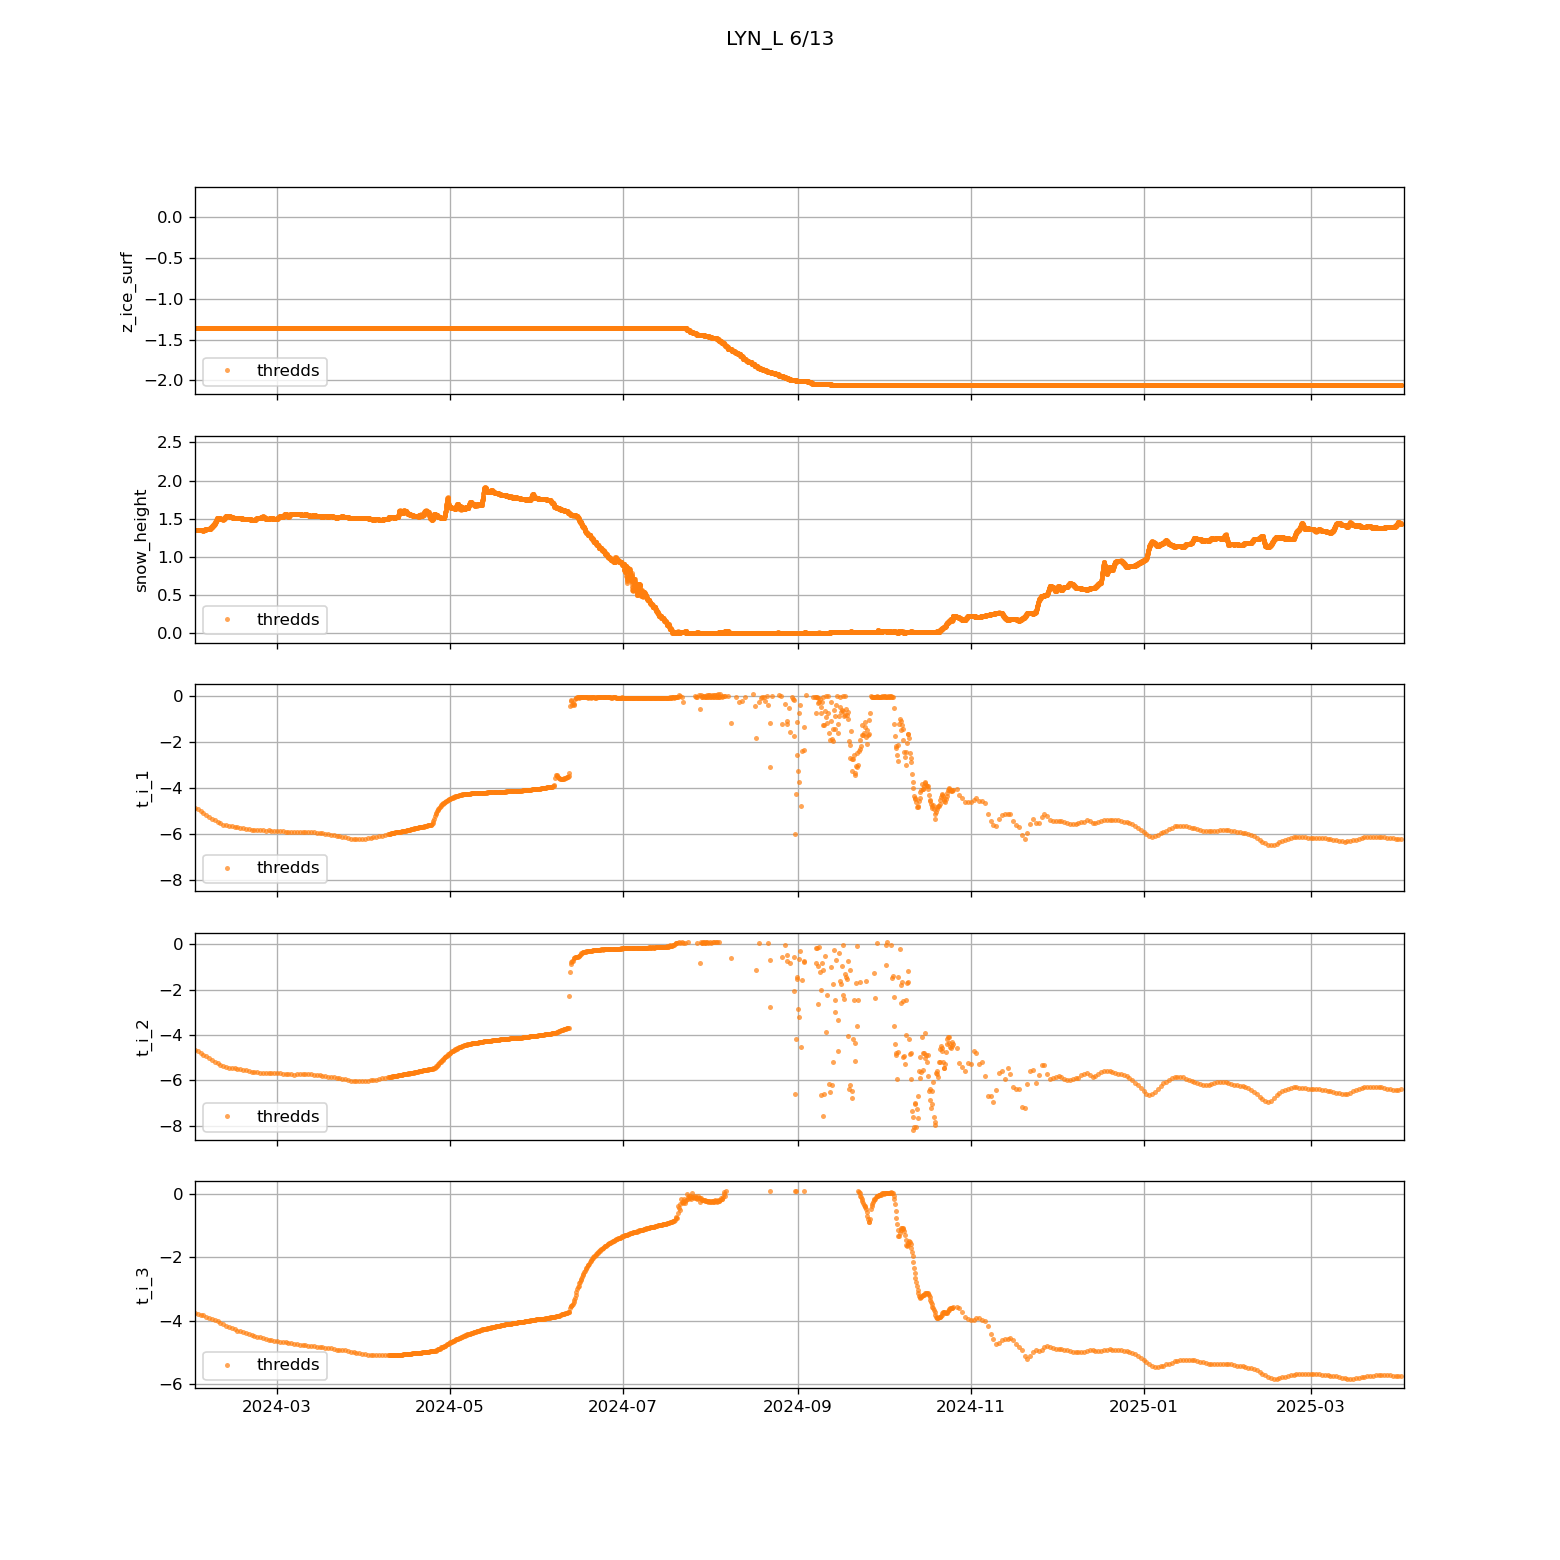 LYN_L 6/13
0.0
−0.5
−1.0
−1.5
−2.0
z_ice_surf
thredds
2.5
2.0
1.5
1.0
0.5
0.0
snow_height
thredds
0
−2
−4
−6
−8
t_i_1
thredds
0
−2
−4
−6
−8
t_i_2
thredds
0
−2
−4
−6
t_i_3
thredds
2024-03 2024-05 2024-07 2024-09 2024-11 2025-01 2025-03